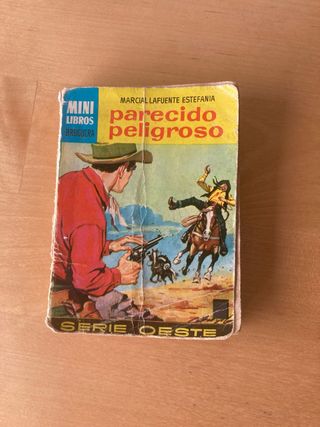 MINI
LIBROS
BRUGUERA
MARCIAL LAFUENTE ESTEFANIA
parecido
peligroso
SERIE OESTE